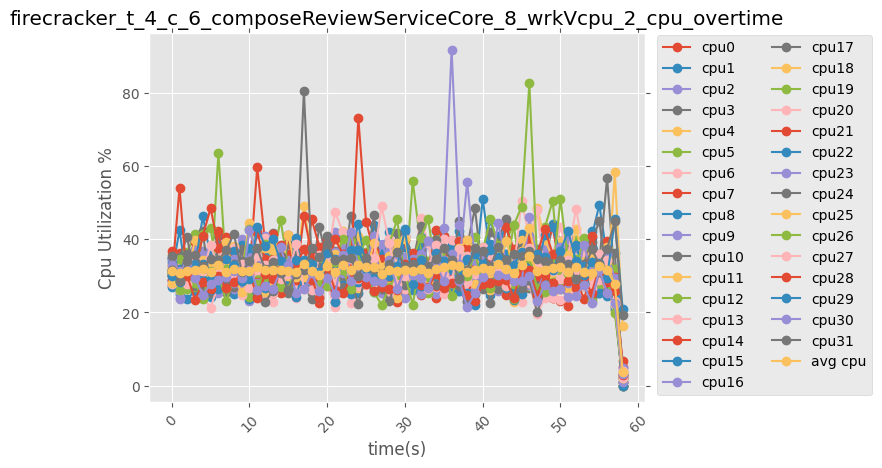 firecracker_t_4_c_6_composeReviewServiceCore_8_wrkVcpu_2_cpu_overtime
Cpu Utilization %
80
60
40
20
0
0 10 20 30 40 50 60
time(s)
cpu0
cpu1
cpu2
cpu3
cpu4
cpu5
cpu6
cpu7
cpu8
cpu9
cpu10
cpu11
cpu12
cpu13
cpu14
cpu15
cpu16
cpu17
cpu18
cpu19
cpu20
cpu21
cpu22
cpu23
cpu24
cpu25
cpu26
cpu27
cpu28
cpu29
cpu30
cpu31
avg cpu